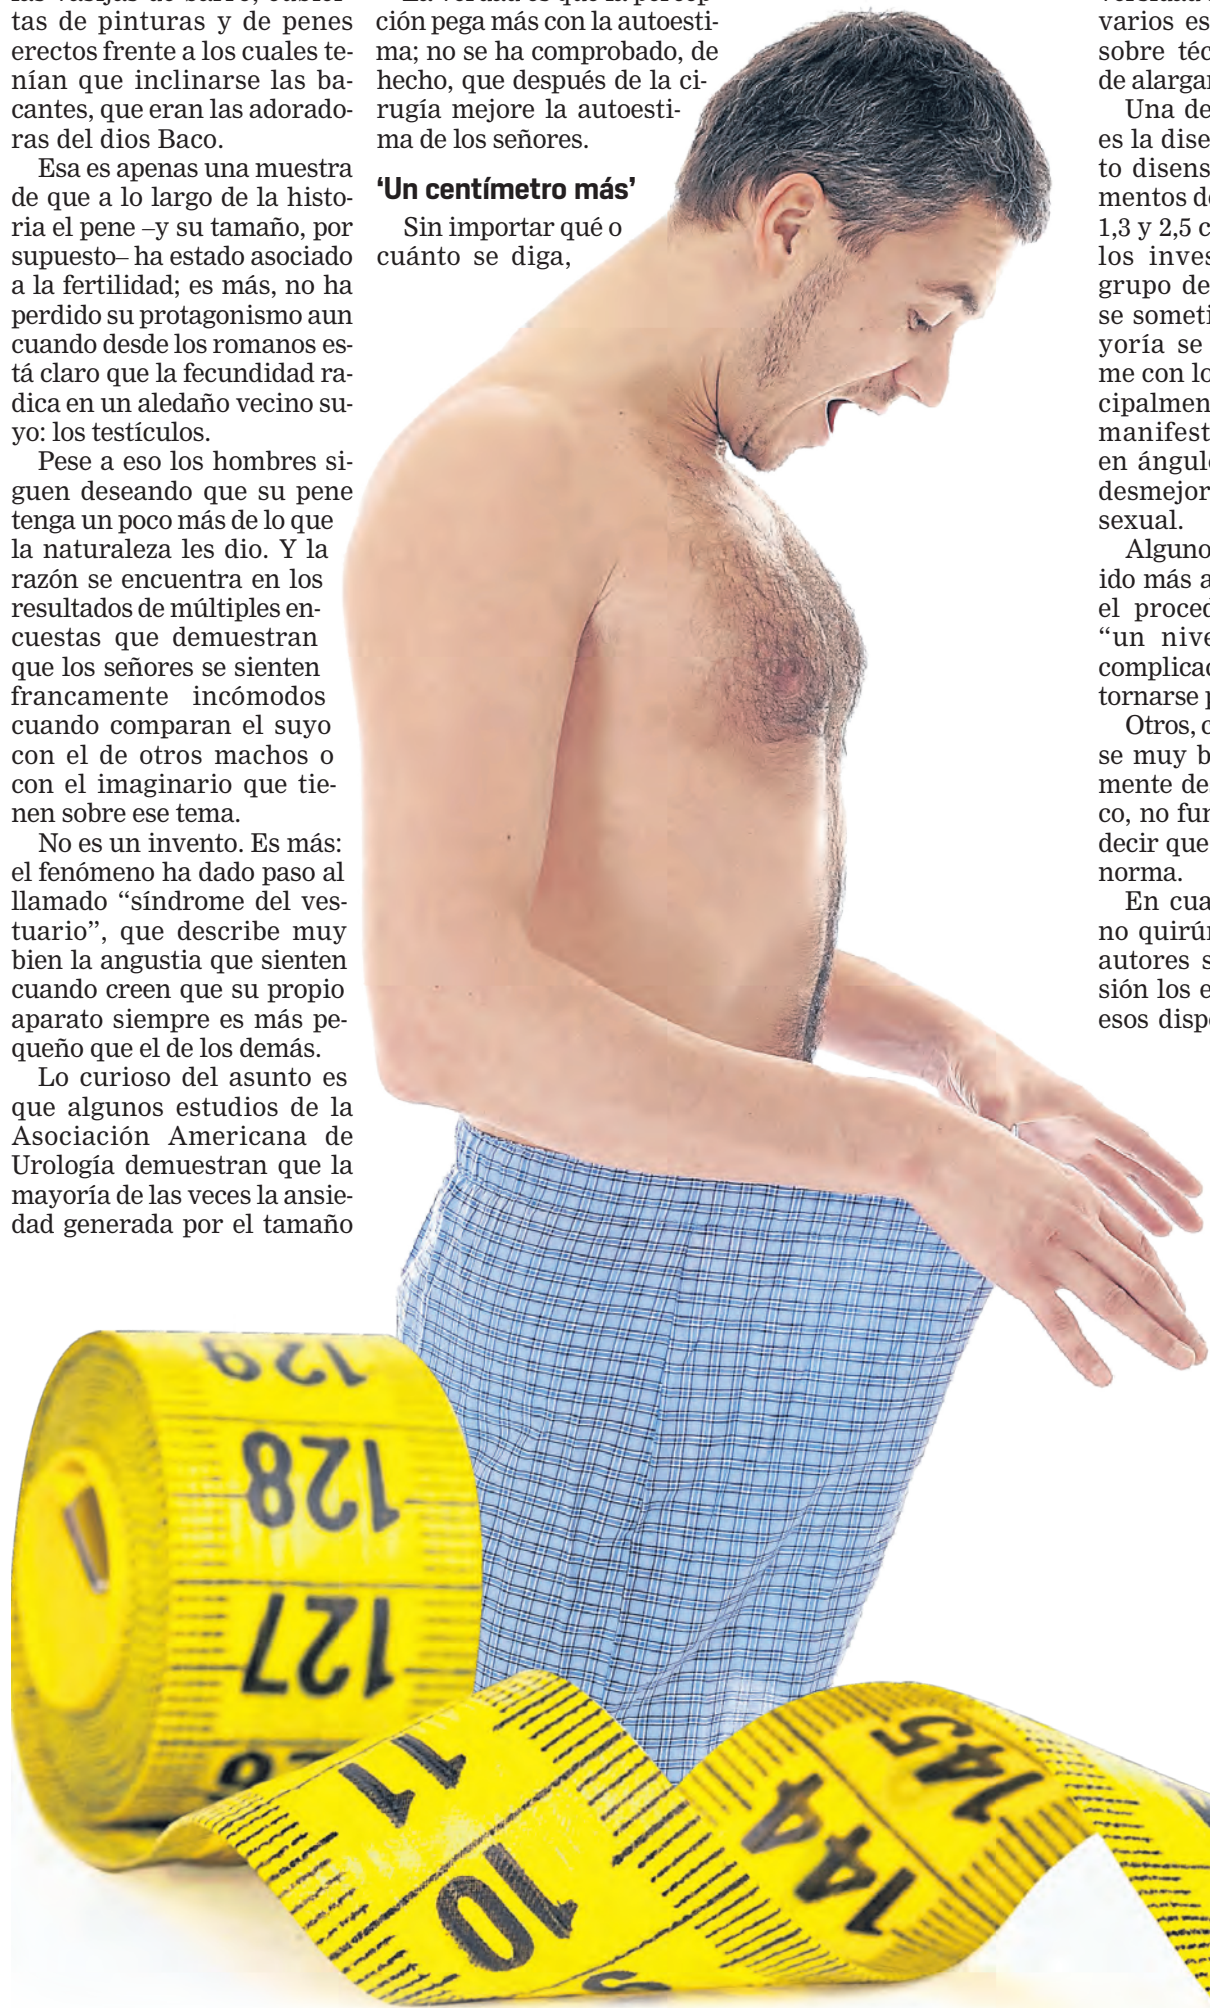 tas de pinturas y de penes
erectos frente a los cuales te-
nían que inclinarse las ba-
cantes, que eran las adorado-
ras del dios Baco.
Esa es apenas una muestra
de que a lo largo de la histo-
ria el pene –y su tamaño, por
supuesto– ha estado asociado
a la fertilidad; es más, no ha
perdido su protagonismo aun
cuando desde los romanos es-
tá claro que la fecundidad ra-
dica en un aledaño vecino su-
yo: los testículos.
Pese a eso los hombres si-
guen deseando que su pene
tenga un poco más de lo que
la naturaleza les dio. Y la
razón se encuentra en los
resultados de múltiples en-
cuestas que demuestran
que los señores se sienten
francamente incómodos
cuando comparan el suyo
con el de otros machos o
con el imaginario que tie-
nen sobre ese tema.
No es un invento. Es más:
el fenómeno ha dado paso al
llamado “síndrome del ves-
tuario”, que describe muy
bien la angustia que sienten
cuando creen que su propio
aparato siempre es más pe-
queño que el de los demás.
Lo curioso del asunto es
que algunos estudios de la
Asociación Americana de
Urología demuestran que la
mayoría de las veces la ansie-
dad generada por el tamaño
ción pega más con la autoesti-
ma; no se ha comprobado, de
hecho, que después de la ci-
rugía mejore la autoesti-
ma de los señores.
‘Un centímetro más’
Sin importar qué o
cuánto se diga,
varios es
sobre téc
de alargar
Una de
es la dise
to disens
mentos de
1,3 y 2,5 c
los inves
grupo de
se someti
yoría se
me con lo
cipalmen
manifest
en ángul
desmejor
sexual.
Alguno
ido más a
el proced
“un nive
complicac
tornarse p
Otros, c
se muy b
mente de
co, no fun
decir que
norma.
En cua
no quirúr
autores s
sión los e
esos dispo
129
128
127
11
10
144
145